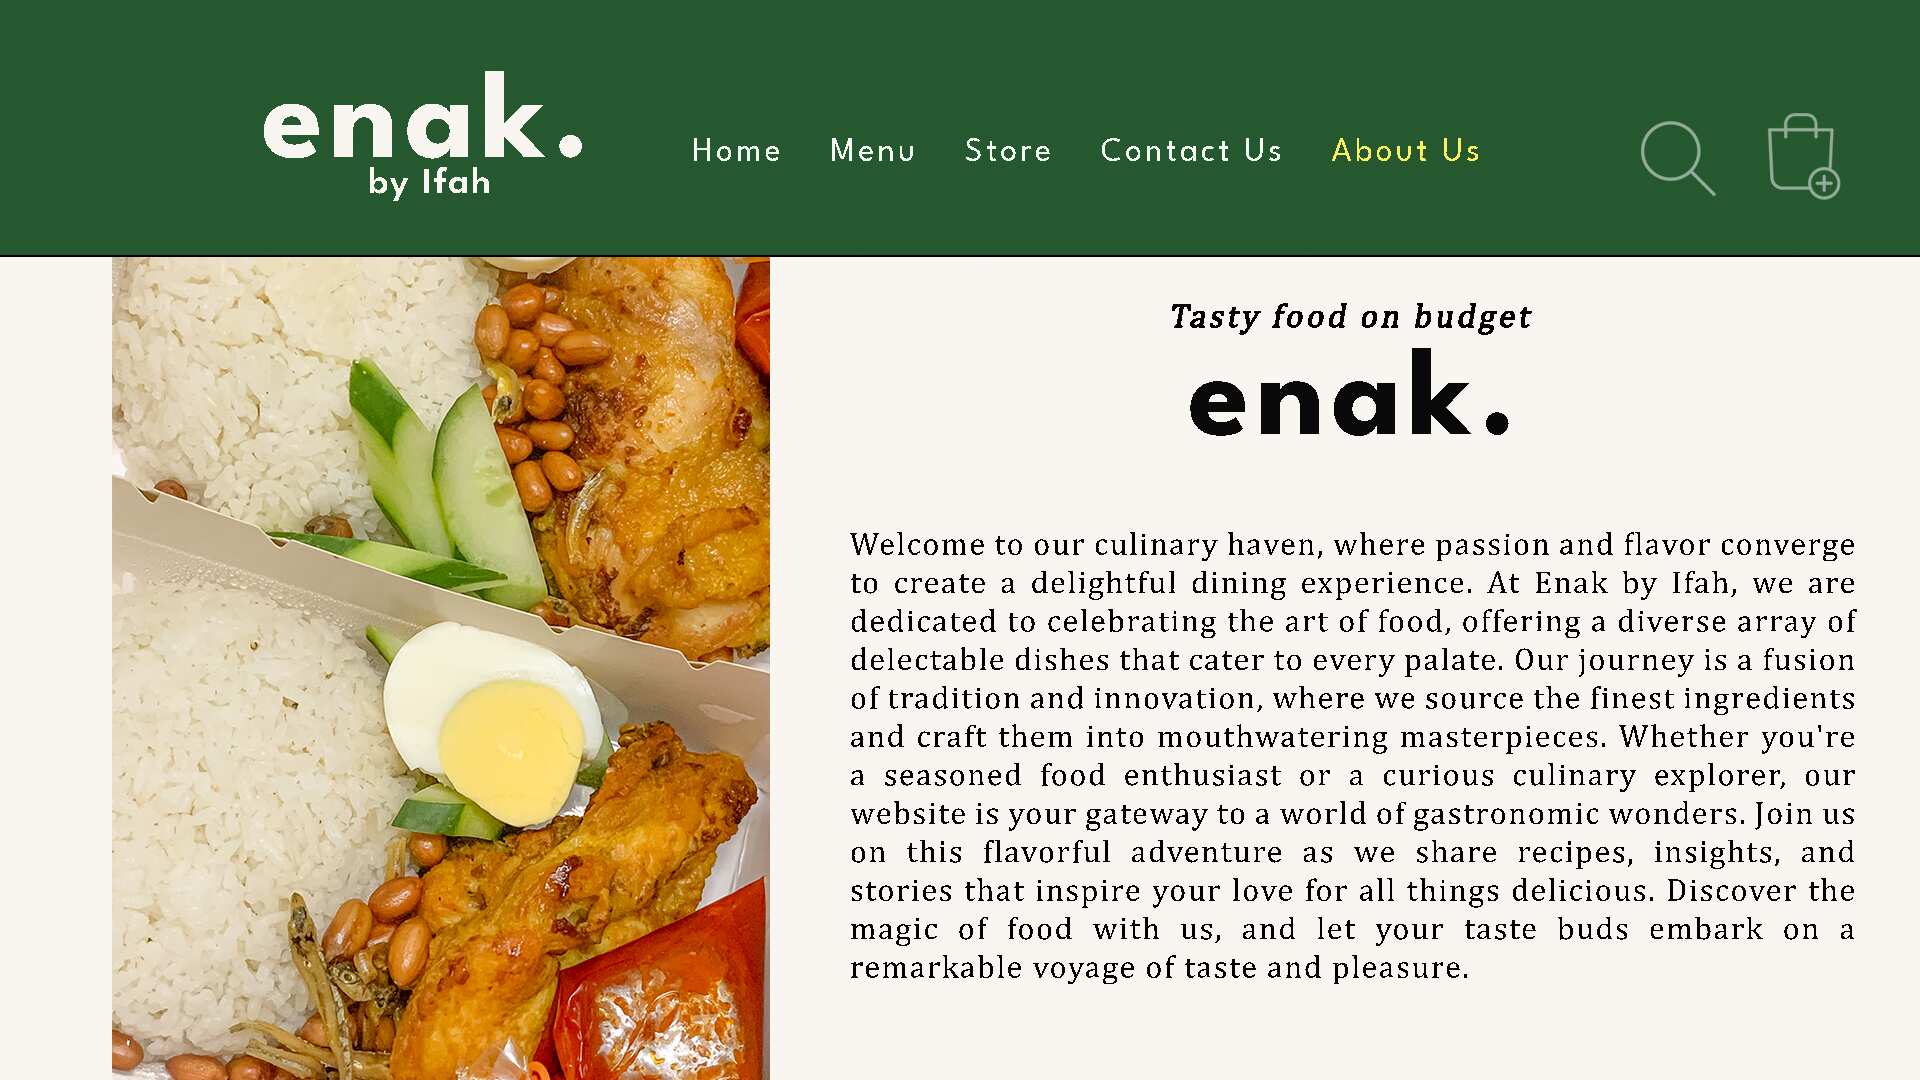 enak.
by Ifah
Home
Menu
Store
Contact Us
About Us
Tasty food on budget
enak.
Welcome to our culinary haven, where passion and flavor converge
to create a delightful dining experience. At Enak by Ifah, we are
dedicated to celebrating the art of food, offering a diverse array of
delectable dishes that cater to every palate. Our journey is a fusion
of tradition and innovation, where we source the finest ingredients
and craft them into mouthwatering masterpieces. Whether you're
a seasoned food enthusiast or a curious culinary explorer, our
website is your gateway to a world of gastronomic wonders. Join us
on this flavorful adventure as we share recipes, insights, and
stories that inspire your love for all things delicious. Discover the
magic of food with us, and let your taste buds embark on a
remarkable voyage of taste and pleasure.